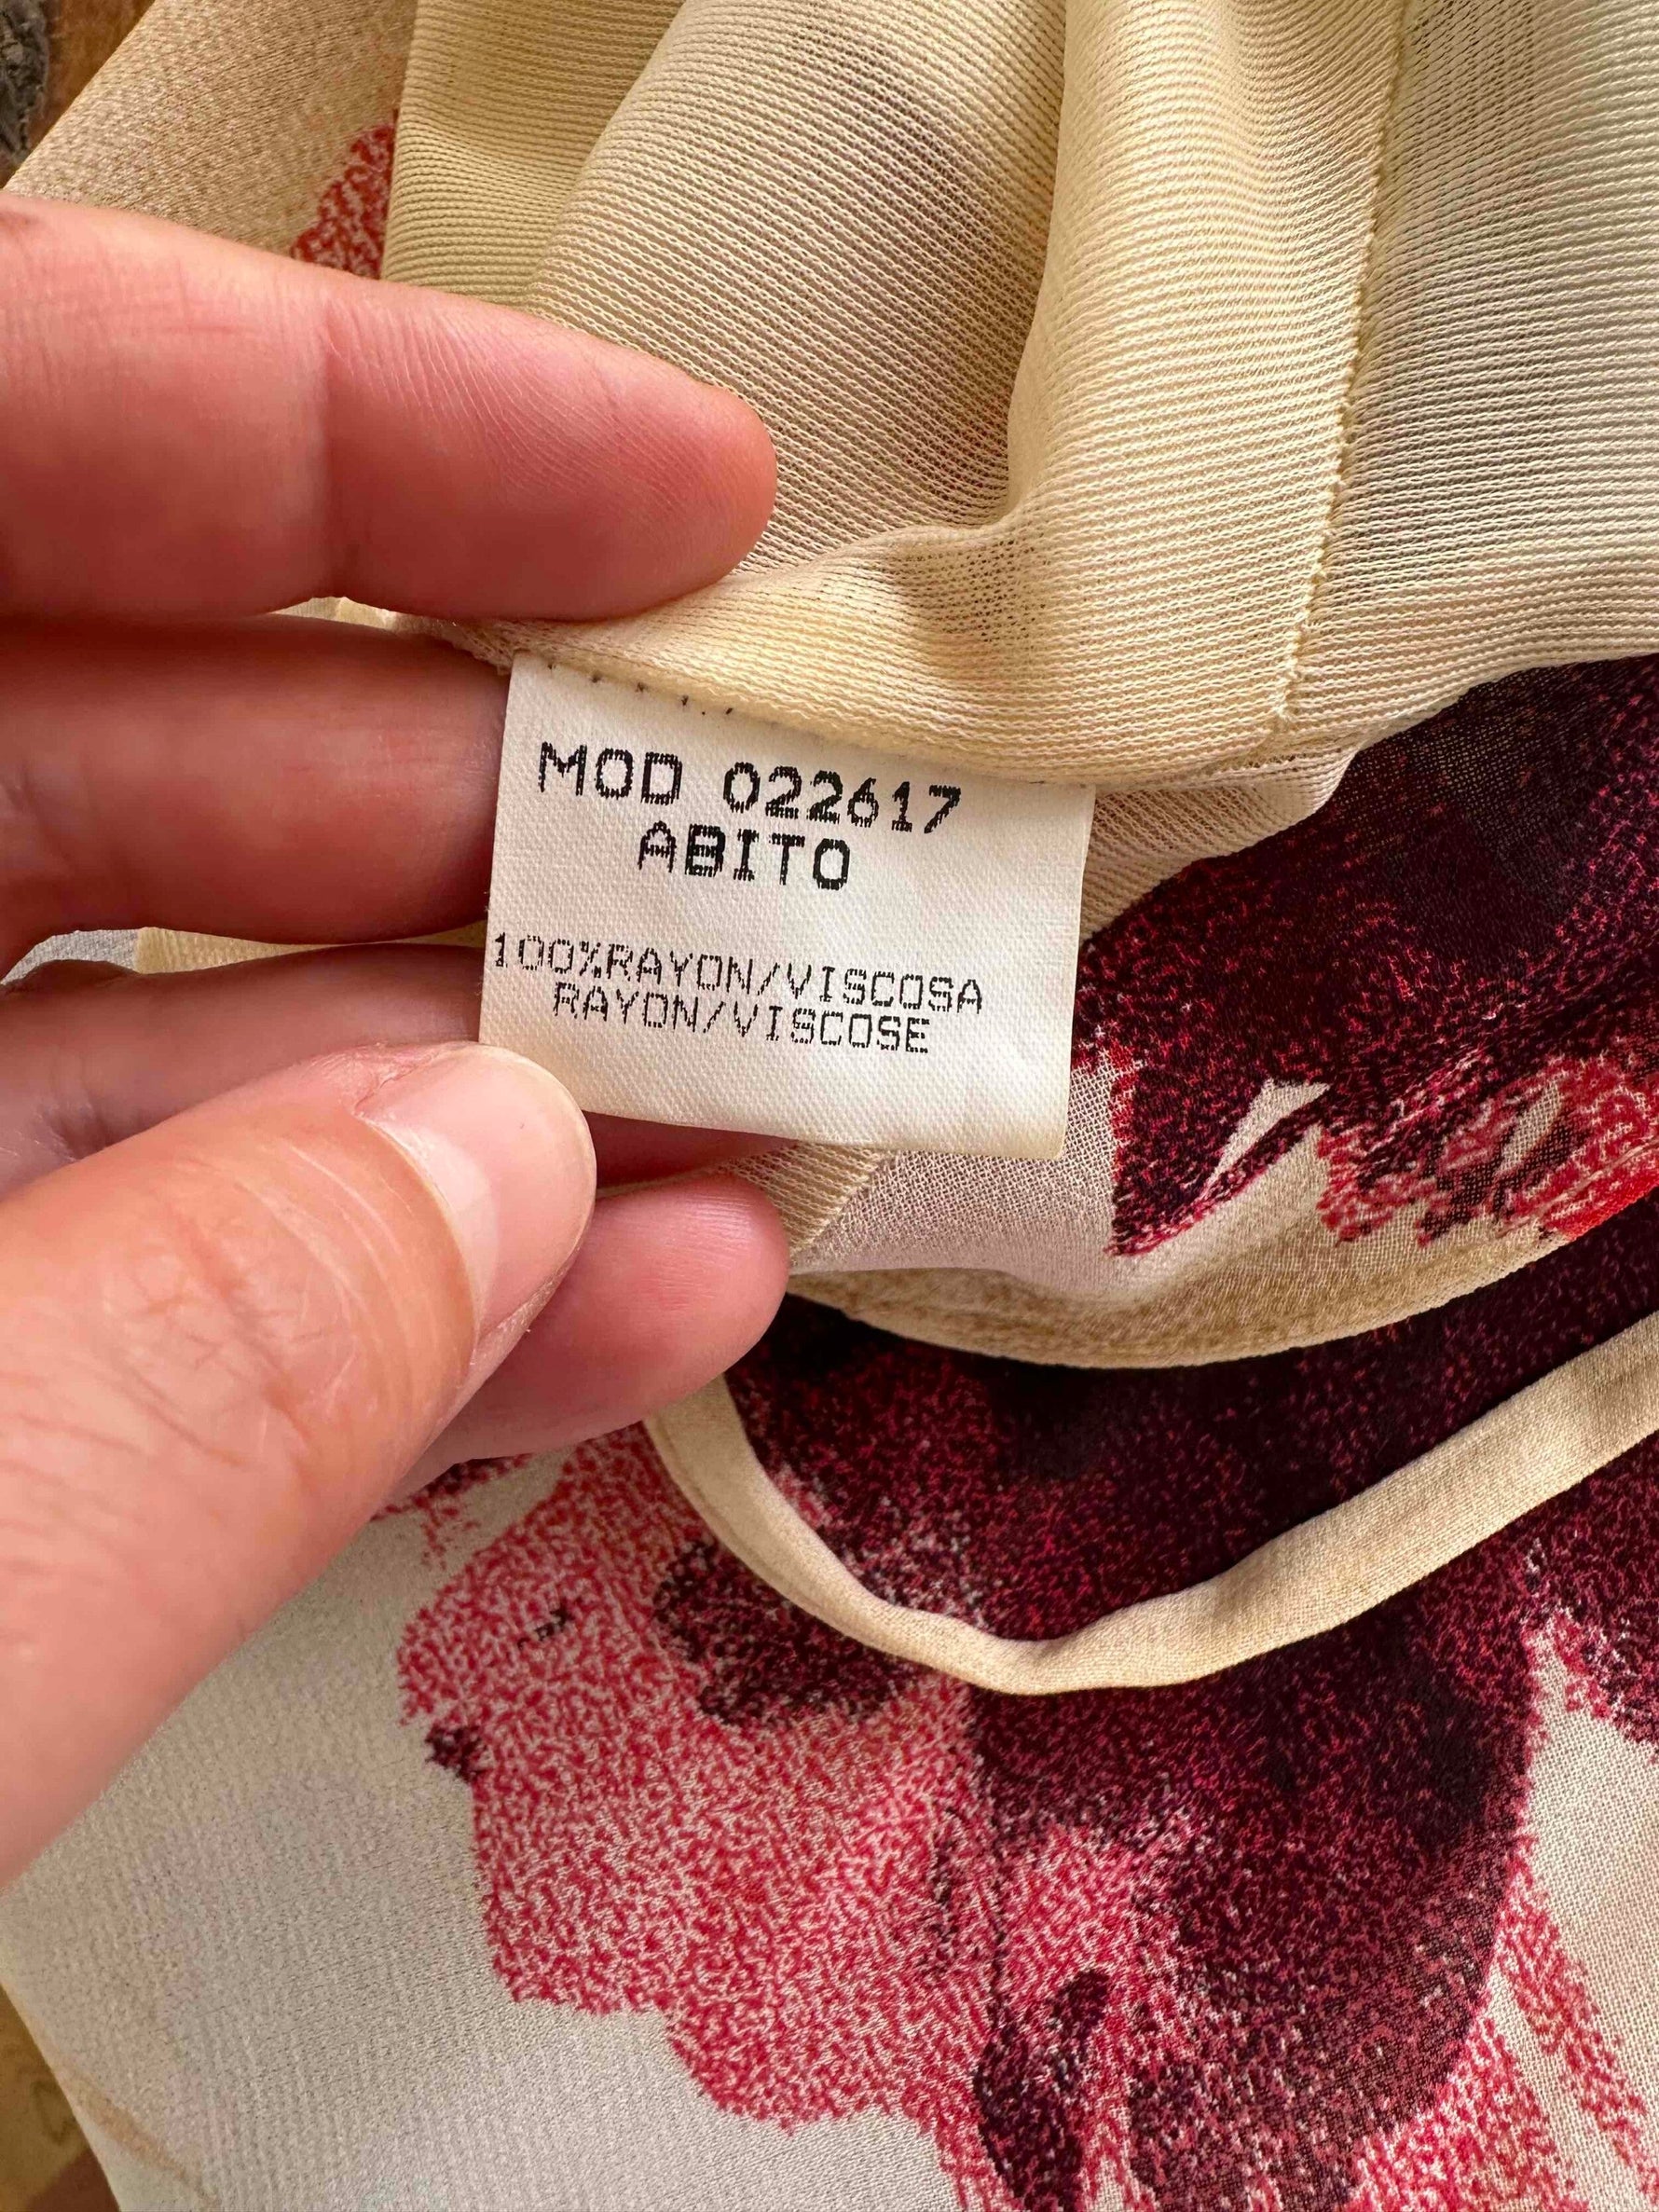 MOD 022617
ABITO
100%RAYON/VISCOSA
RAYON/VISCOSE